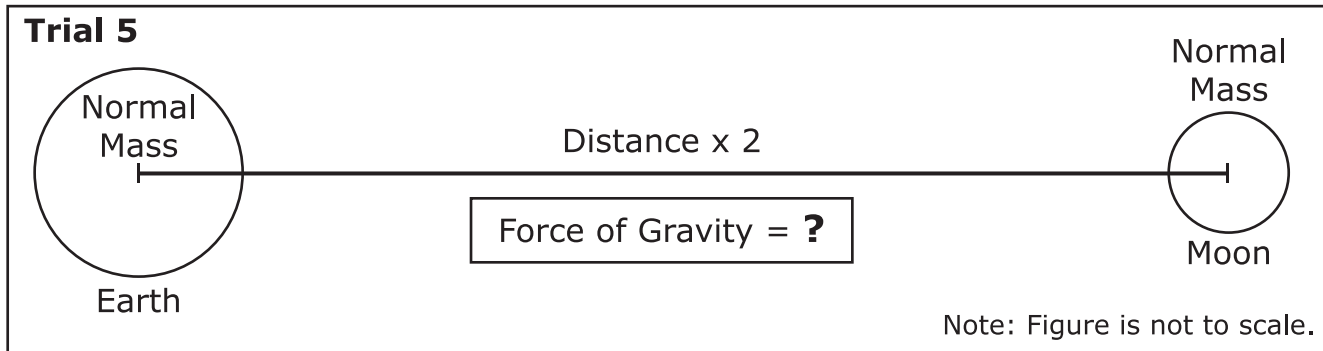 Trial 5
Normal
Mass
Normal
Mass
Distance x 2
Force of Gravity = ?
Earth
Moon
Note: Figure is not to scale.